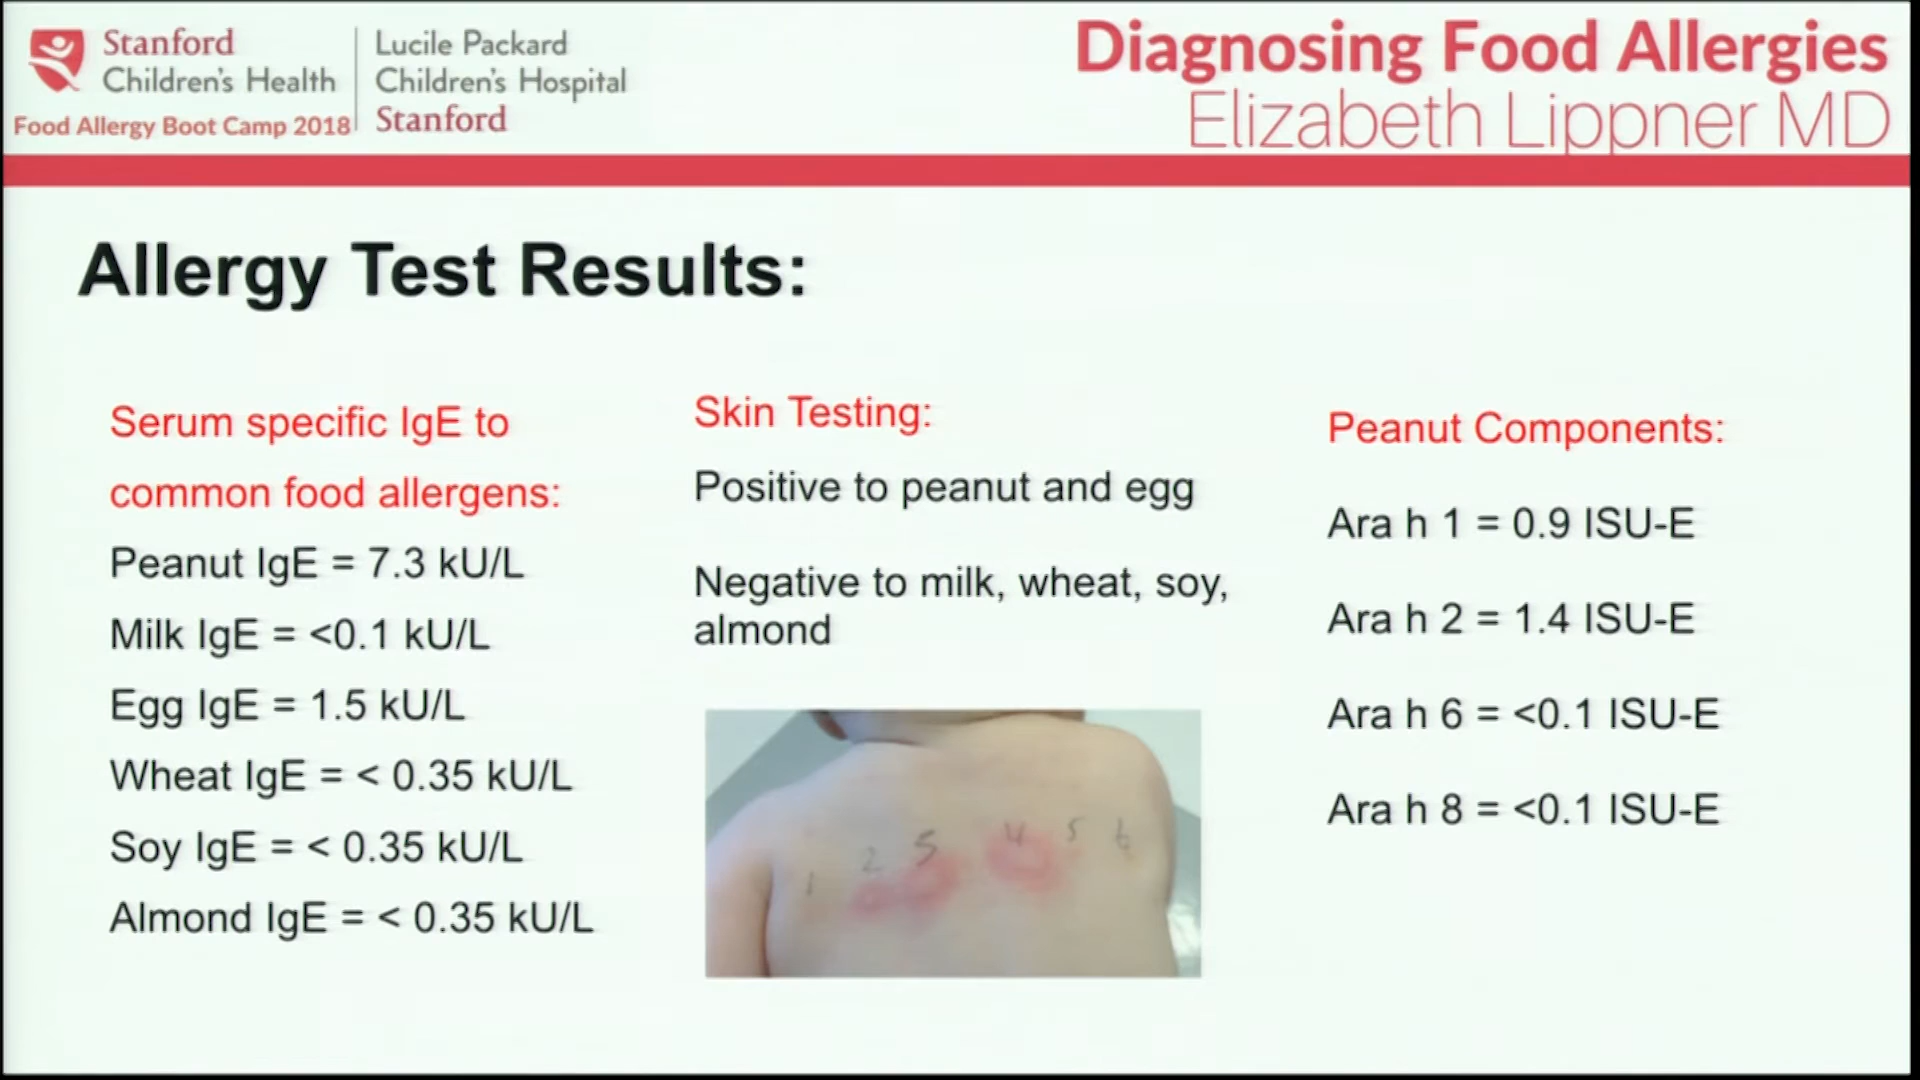 Stanford
Children's Health
Food Allergy Boot Camp 2018
Lucile Packard
Children's Hospital
Stanford
Diagnosing Food Allergies
Elizabeth Lippner MD
Allergy Test Results:
Serum specific IgE to
common food allergens:
Peanut IgE = 7.3 kU/L
Milk IgE = <0.1 kU/L
Egg IgE = 1.5 kU/L
Wheat IgE = < 0.35 kU/L
Soy IgE = < 0.35 kU/L
Almond IgE = < 0.35 kU/L
Skin Testing:
Positive to peanut and egg
Negative to milk, wheat, soy,
almond
1 2 3 4 5 6
Peanut Components:
Ara h 1 = 0.9 ISU-E
Ara h 2 = 1.4 ISU-E
Ara h 6 = <0.1 ISU-E
Ara h 8 = <0.1 ISU-E